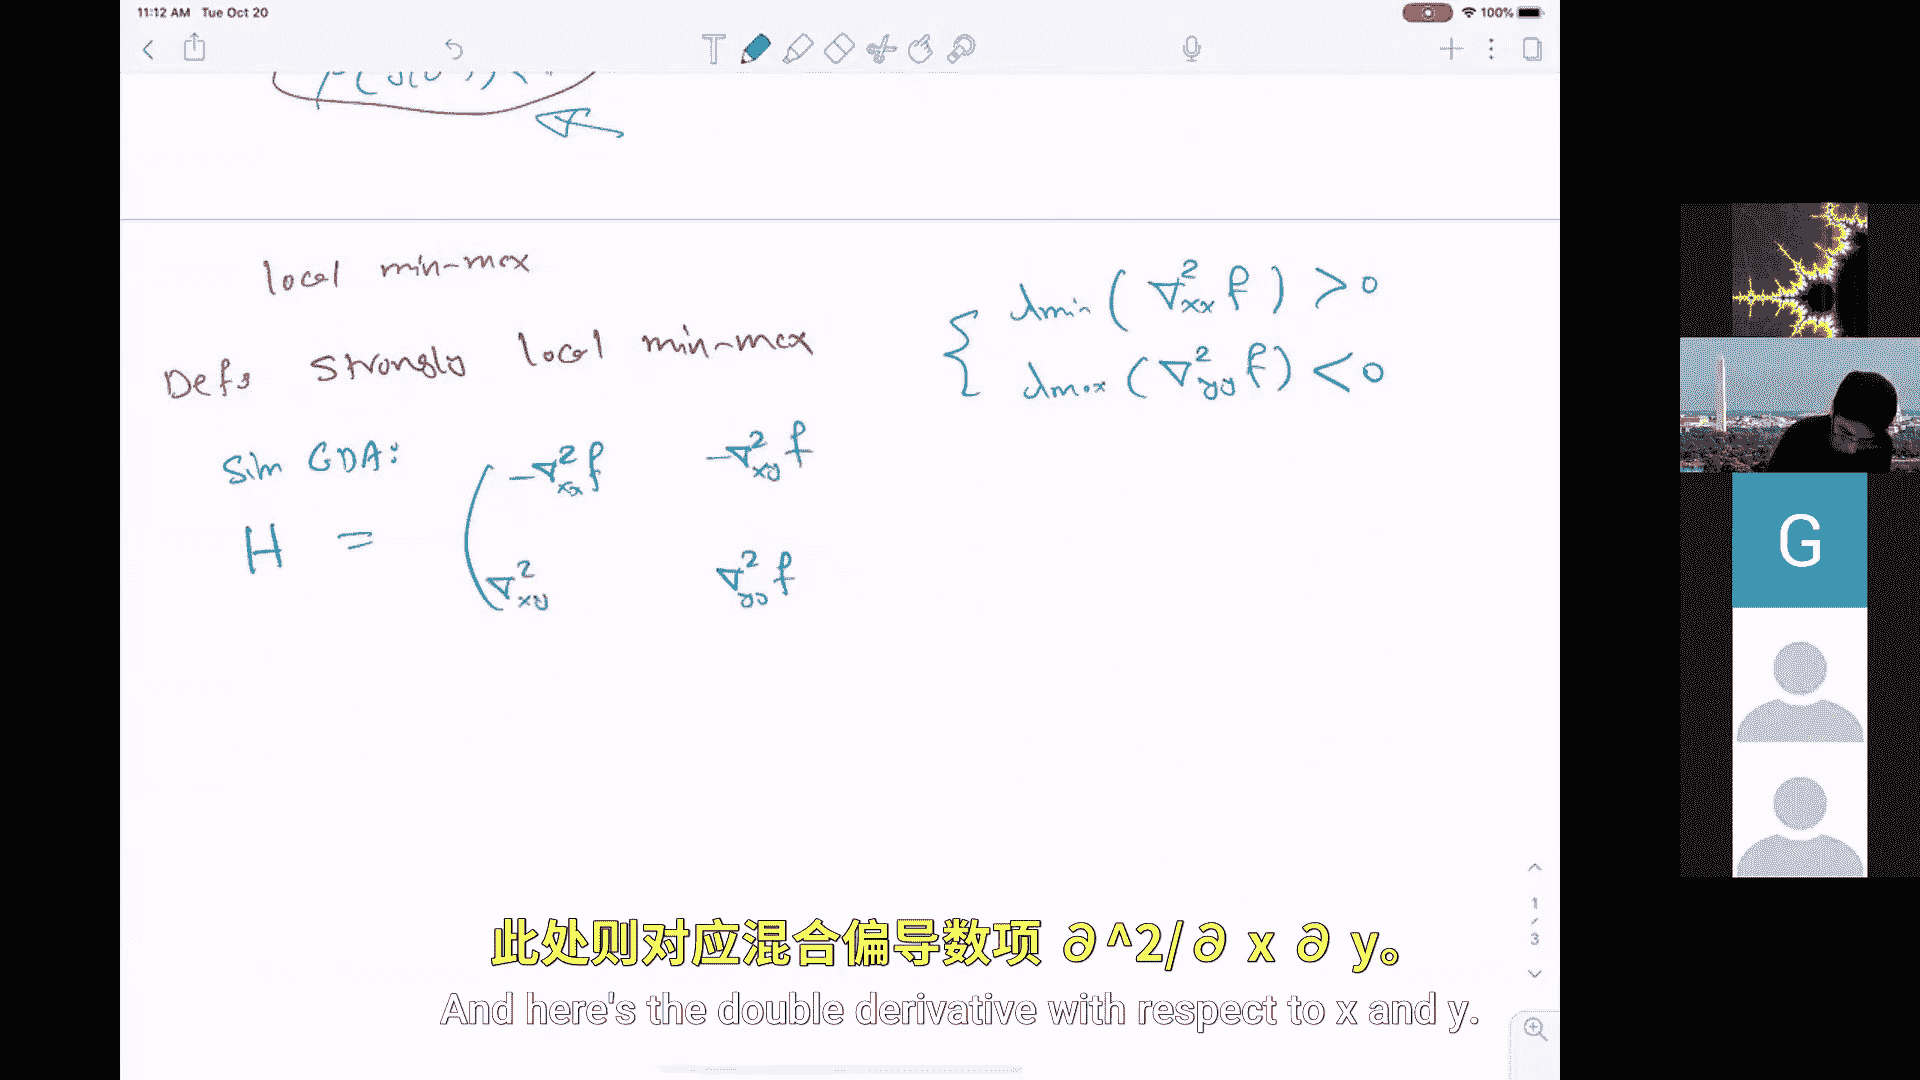 11:12 AM Tue Oct 20
100%
T
local min-max
Def: Strongly local min-max
{ λmin (∇²xx f) > 0
λmax (∇²yy f) < 0
Sim GDA:
H = ( -∇²xx f -∇²xy f
∇²xy ∇²yy f
G
1
/
3
此处则对应混合偏导数项 ∂^2/∂ x ∂ y。
And here's the double derivative with respect to x and y.